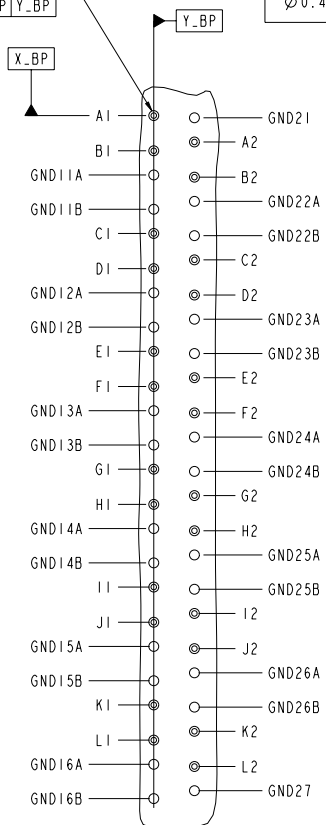 P Y_BP
Y_BP
Ø0.4
X_BP
A1
GND21
A2
B1
GND11A
B2
GND22A
GND11B
C1
GND22B
C2
D1
GND12A
D2
GND23A
GND12B
E1
GND23B
E2
F1
GND13A
F2
GND24A
GND13B
G1
GND24B
G2
H1
GND14A
H2
GND25A
GND14B
I1
GND25B
I2
J1
GND15A
J2
GND26A
GND15B
K1
GND26B
K2
L1
GND16A
L2
GND27
GND16B